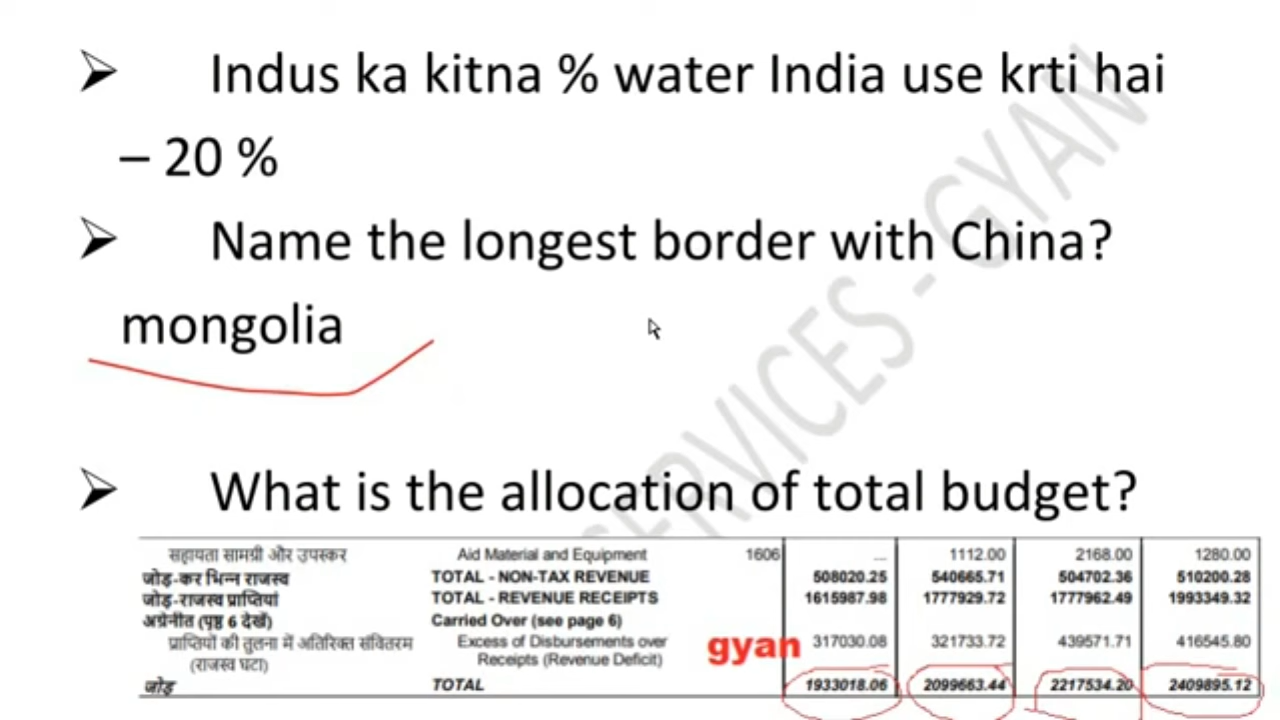 ➢ Indus ka kitna % water India use krti hai
– 20 %
➢ Name the longest border with China?
mongolia
➢ What is the allocation of total budget?
सहायता सामग्री और उपस्कर Aid Material and Equipment 1606 ... 1112.00 2168.00 1280.00
जोड़-कर भिन्न राजस्व TOTAL - NON-TAX REVENUE 508020.25 540665.71 504702.36 510200.28
जोड़-राजस्व प्राप्तियां TOTAL - REVENUE RECEIPTS 1615987.98 1777929.72 1777962.49 1993349.32
अग्रेनीत (पृष्ठ 6 देखें) Carried Over (see page 6)
प्राप्तियों की तुलना में अतिरिक्त संवितरम Excess of Disbursements over gyan 317030.08 321733.72 439571.71 416545.80
(राजस्व घटा) Receipts (Revenue Deficit)
जोड़ TOTAL 1933018.06 2099663.44 2217534.20 2409895.12
SERVICES - GYAN